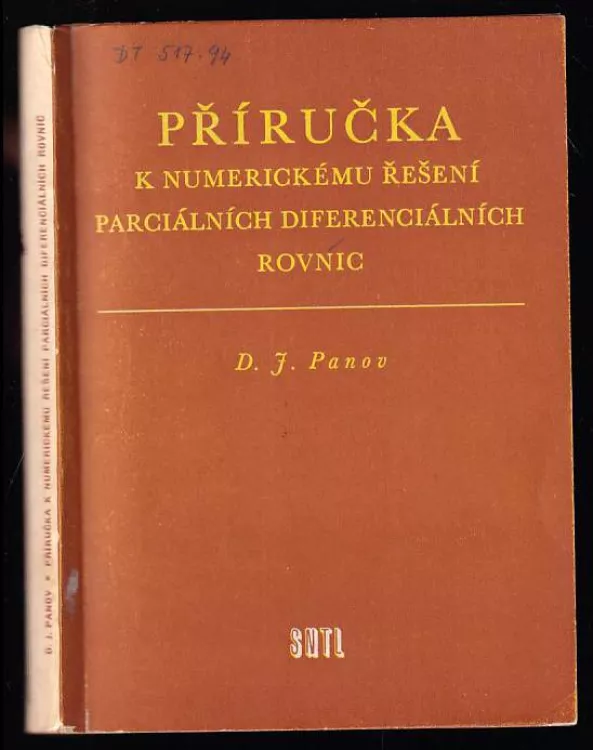 DT 517.94
PŘÍRUČKA
K NUMERICKÉMU ŘEŠENÍ
PARCIÁLNÍCH DIFERENCIÁLNÍCH
ROVNIC
D. J. Panov
SNTL
D. J. PANOV • PŘÍRUČKA K NUMERICKÉMU ŘEŠENÍ PARCIÁLNÍCH DIFERENCIÁLNÍCH ROVNIC